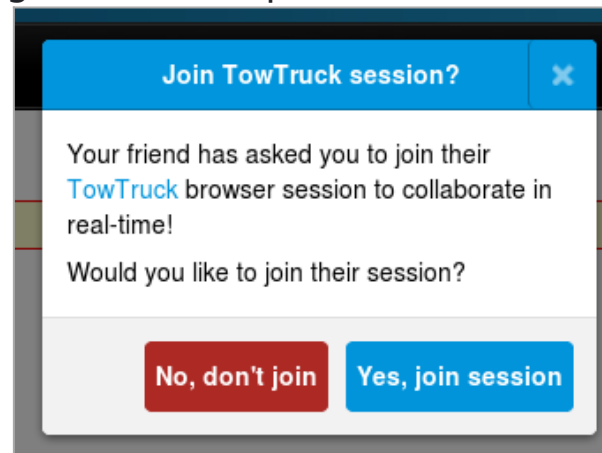 Join TowTruck session?
×
Your friend has asked you to join their
TowTruck browser session to collaborate in
real-time!
Would you like to join their session?
No, don't join
Yes, join session